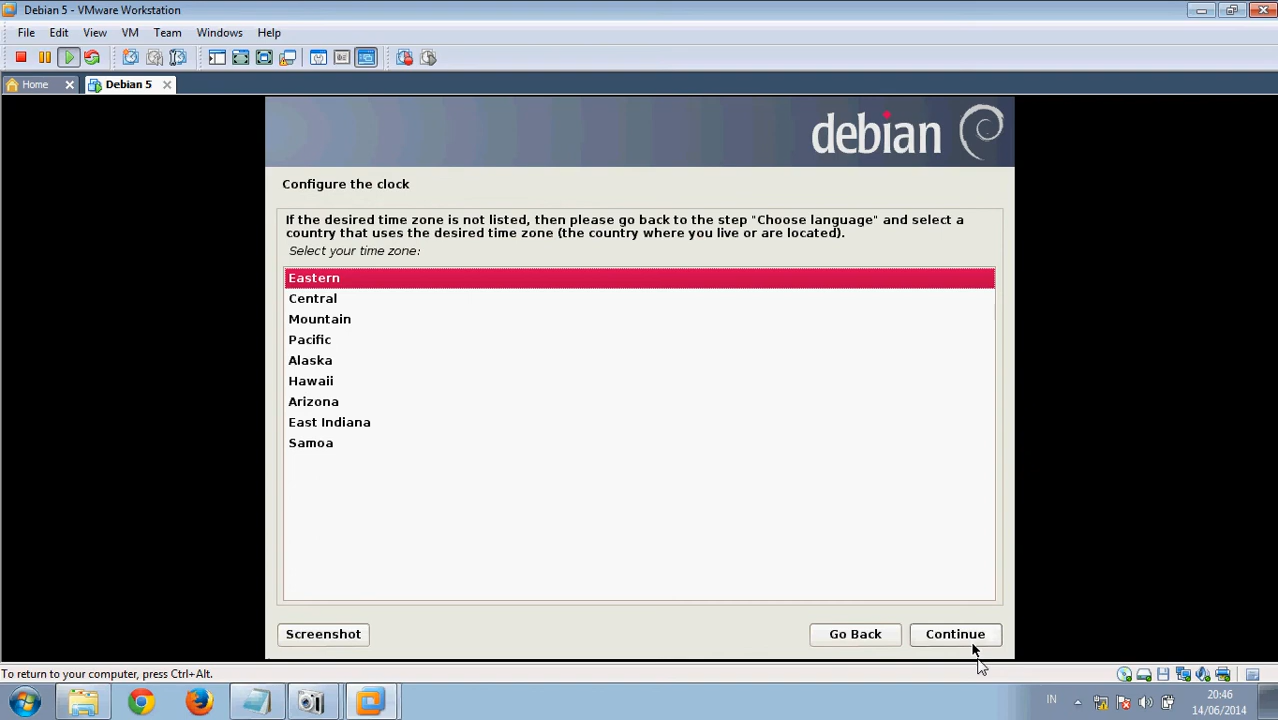 Debian 5 - VMware Workstation
File Edit View VM Team Windows Help
Home Debian 5
debian
Configure the clock
If the desired time zone is not listed, then please go back to the step "Choose language" and select a
country that uses the desired time zone (the country where you live or are located).
Select your time zone:
Eastern
Central
Mountain
Pacific
Alaska
Hawaii
Arizona
East Indiana
Samoa
Screenshot Go Back Continue
To return to your computer, press Ctrl+Alt.
IN 20:46
14/06/2014